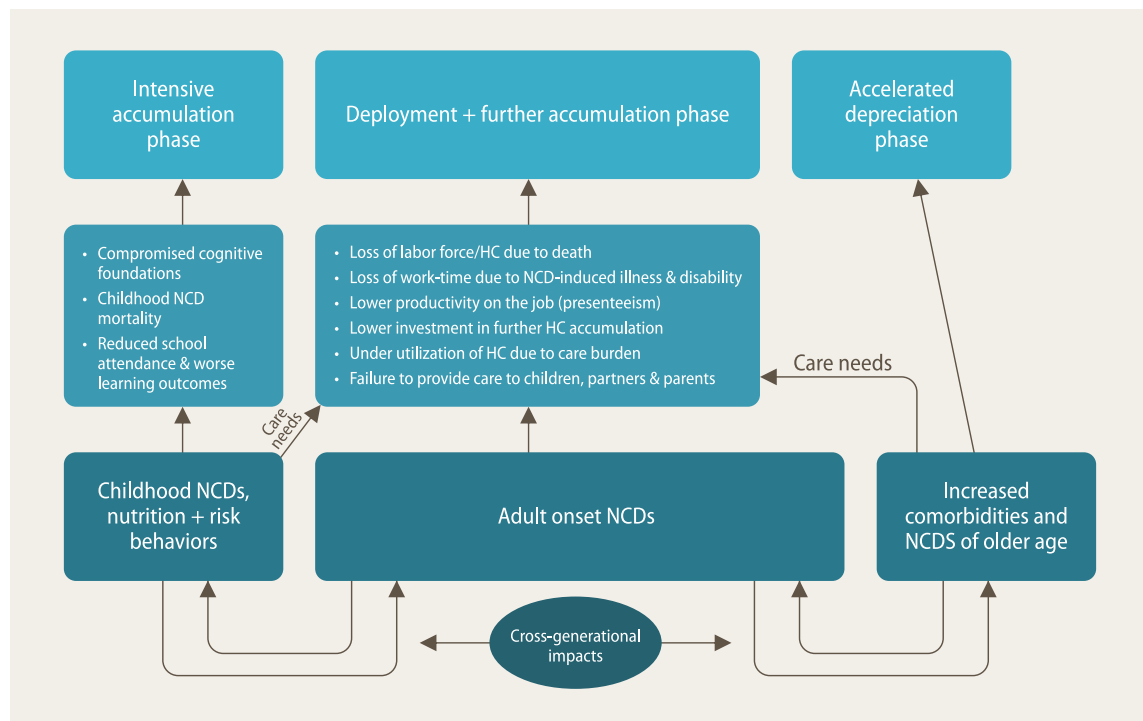 Intensive
accumulation
phase
Deployment + further accumulation phase
Accelerated
depreciation
phase
• Compromised cognitive
foundations
• Childhood NCD
mortality
• Reduced school
attendance & worse
learning outcomes
• Loss of labor force/HC due to death
• Loss of work-time due to NCD-induced illness & disability
• Lower productivity on the job (presenteeism)
• Lower investment in further HC accumulation
• Under utilization of HC due to care burden
• Failure to provide care to children, partners & parents
Care needs
Care
needs
Childhood NCDs,
nutrition + risk
behaviors
Adult onset NCDs
Increased
comorbidities and
NCDS of older age
Cross-generational
impacts